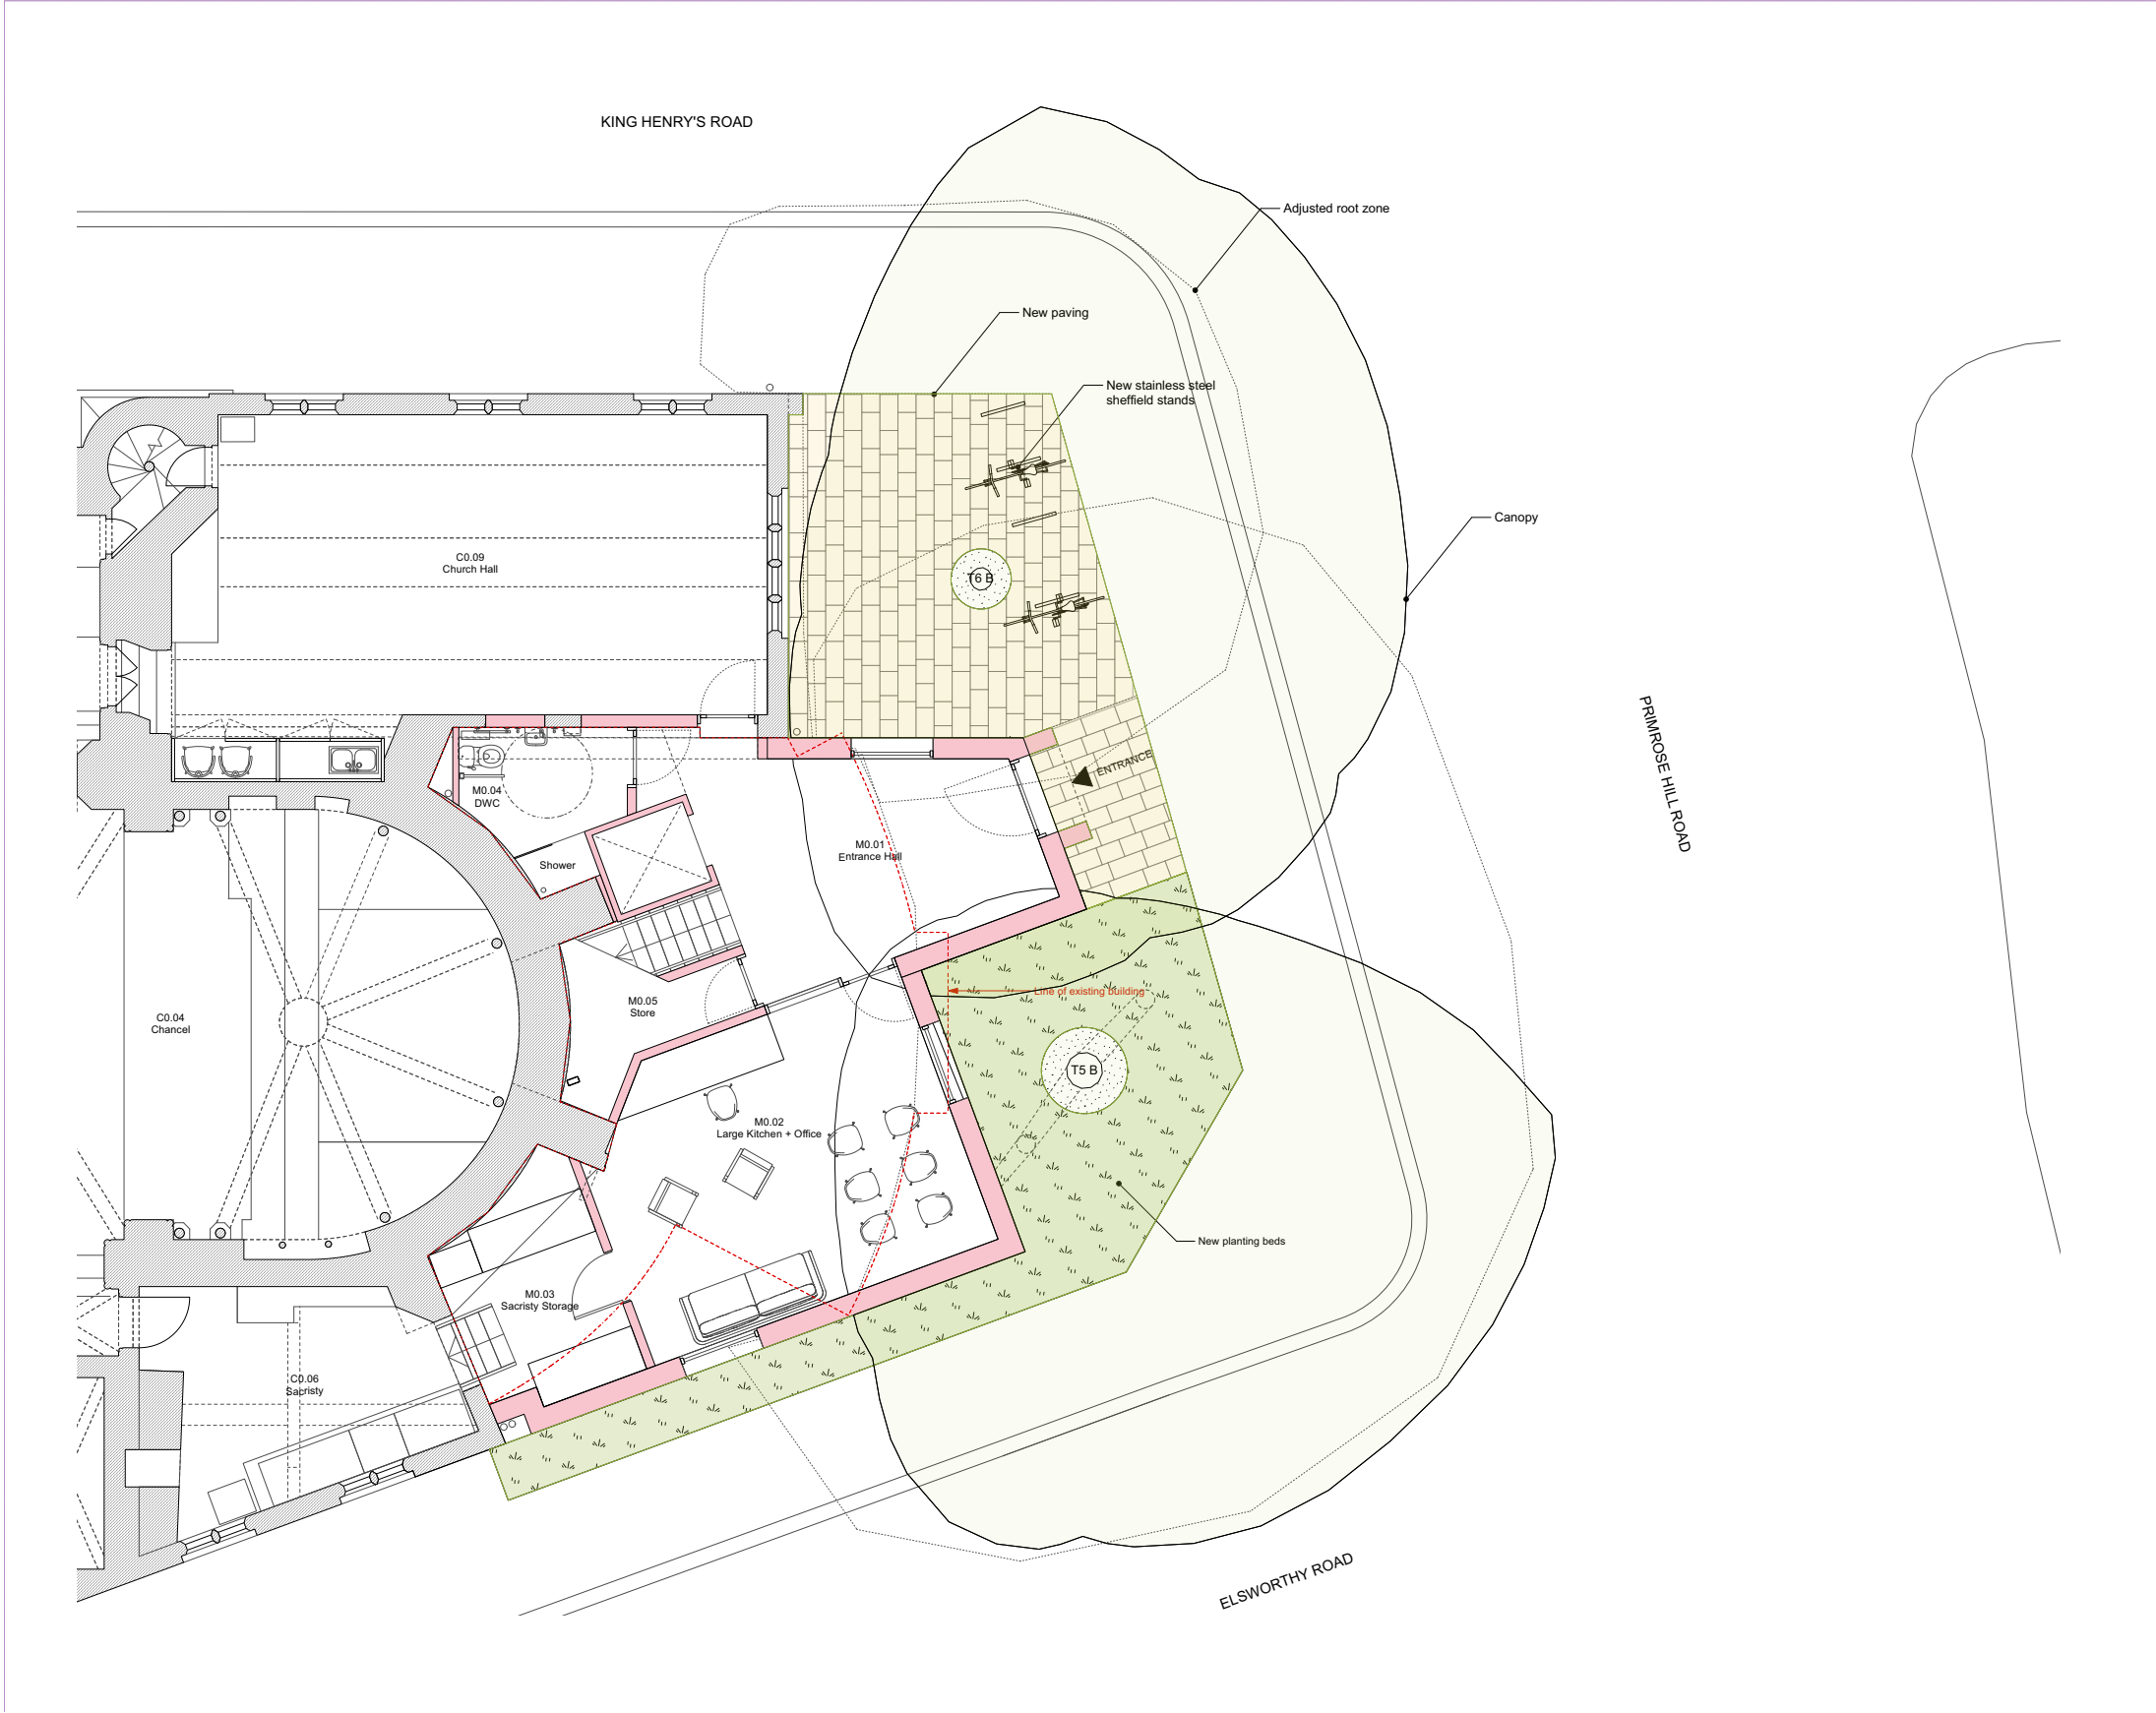 KING HENRY'S ROAD
Adjusted root zone
New paving
New stainless steel
sheffield stands
Canopy
C0.09
Church Hall
T6 B
PRIMROSE HILL ROAD
ENTRANCE
M0.04
DWC
M0.01
Entrance Hall
Shower
Line of existing building
M0.05
Store
C0.04
Chancel
T5 B
M0.02
Large Kitchen + Office
New planting beds
M0.03
Sacristy Storage
C0.06
Sacristy
ELSWORTHY ROAD